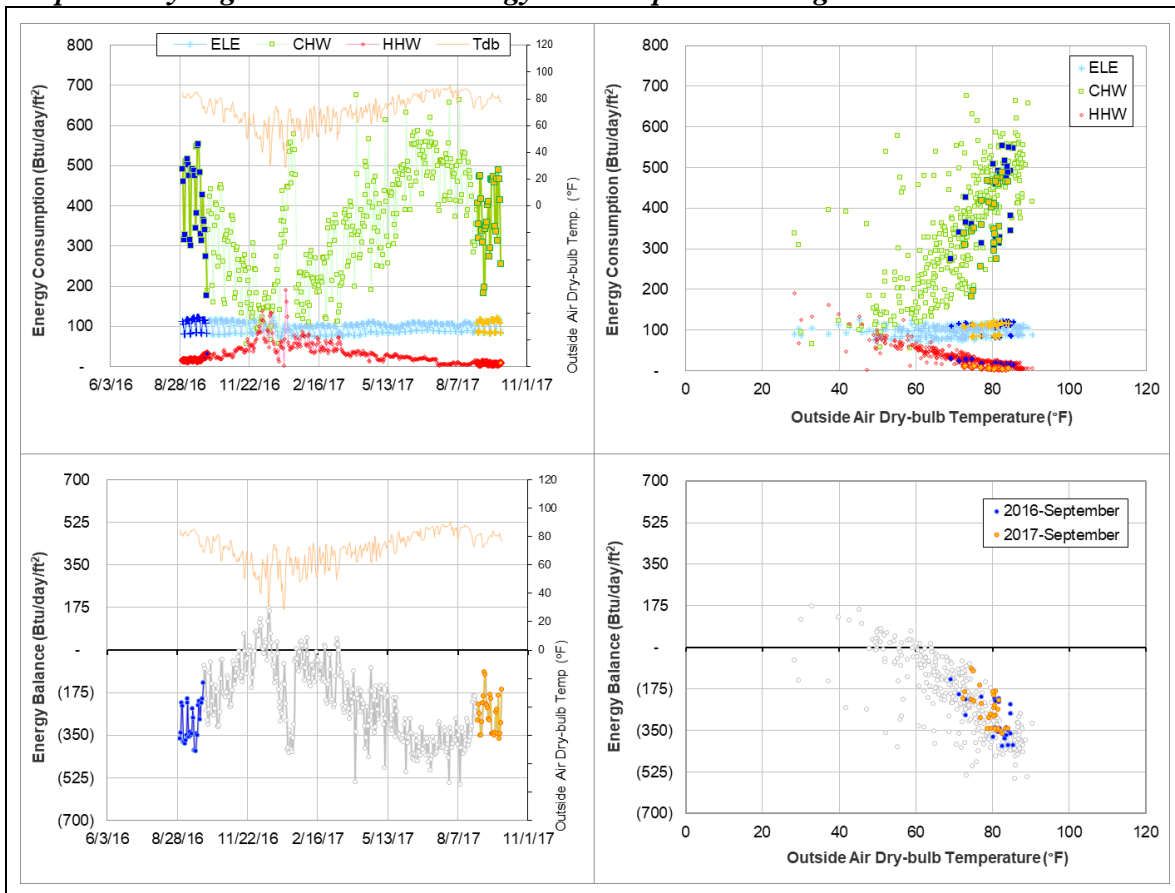 ELE CHW HHW Tdb
800
700
600
500
400
300
200
100
-
Energy Consumption (Btu/day/ft²)
120
100
80
60
40
20
0
Outside Air Dry-bulb Temp. (°F)
6/3/16 8/28/16 11/22/16 2/16/17 5/13/17 8/7/17 11/1/17
800
700
600
500
400
300
200
100
-
Energy Consumption (Btu/day/ft²)
ELE
CHW
HHW
0 20 40 60 80 100 120
Outside Air Dry-bulb Temperature (°F)
700
525
350
175
-
(175)
(350)
(525)
(700)
Energy Balance (Btu/day/ft²)
120
100
80
60
40
20
0
Outside Air Dry-bulb Temp (°F)
6/3/16 8/28/16 11/22/16 2/16/17 5/13/17 8/7/17 11/1/17
700
525
350
175
-
(175)
(350)
(525)
(700)
Energy Balance (Btu/day/ft²)
2016-September
2017-September
0 20 40 60 80 100 120
Outside Air Dry-bulb Temperature (°F)